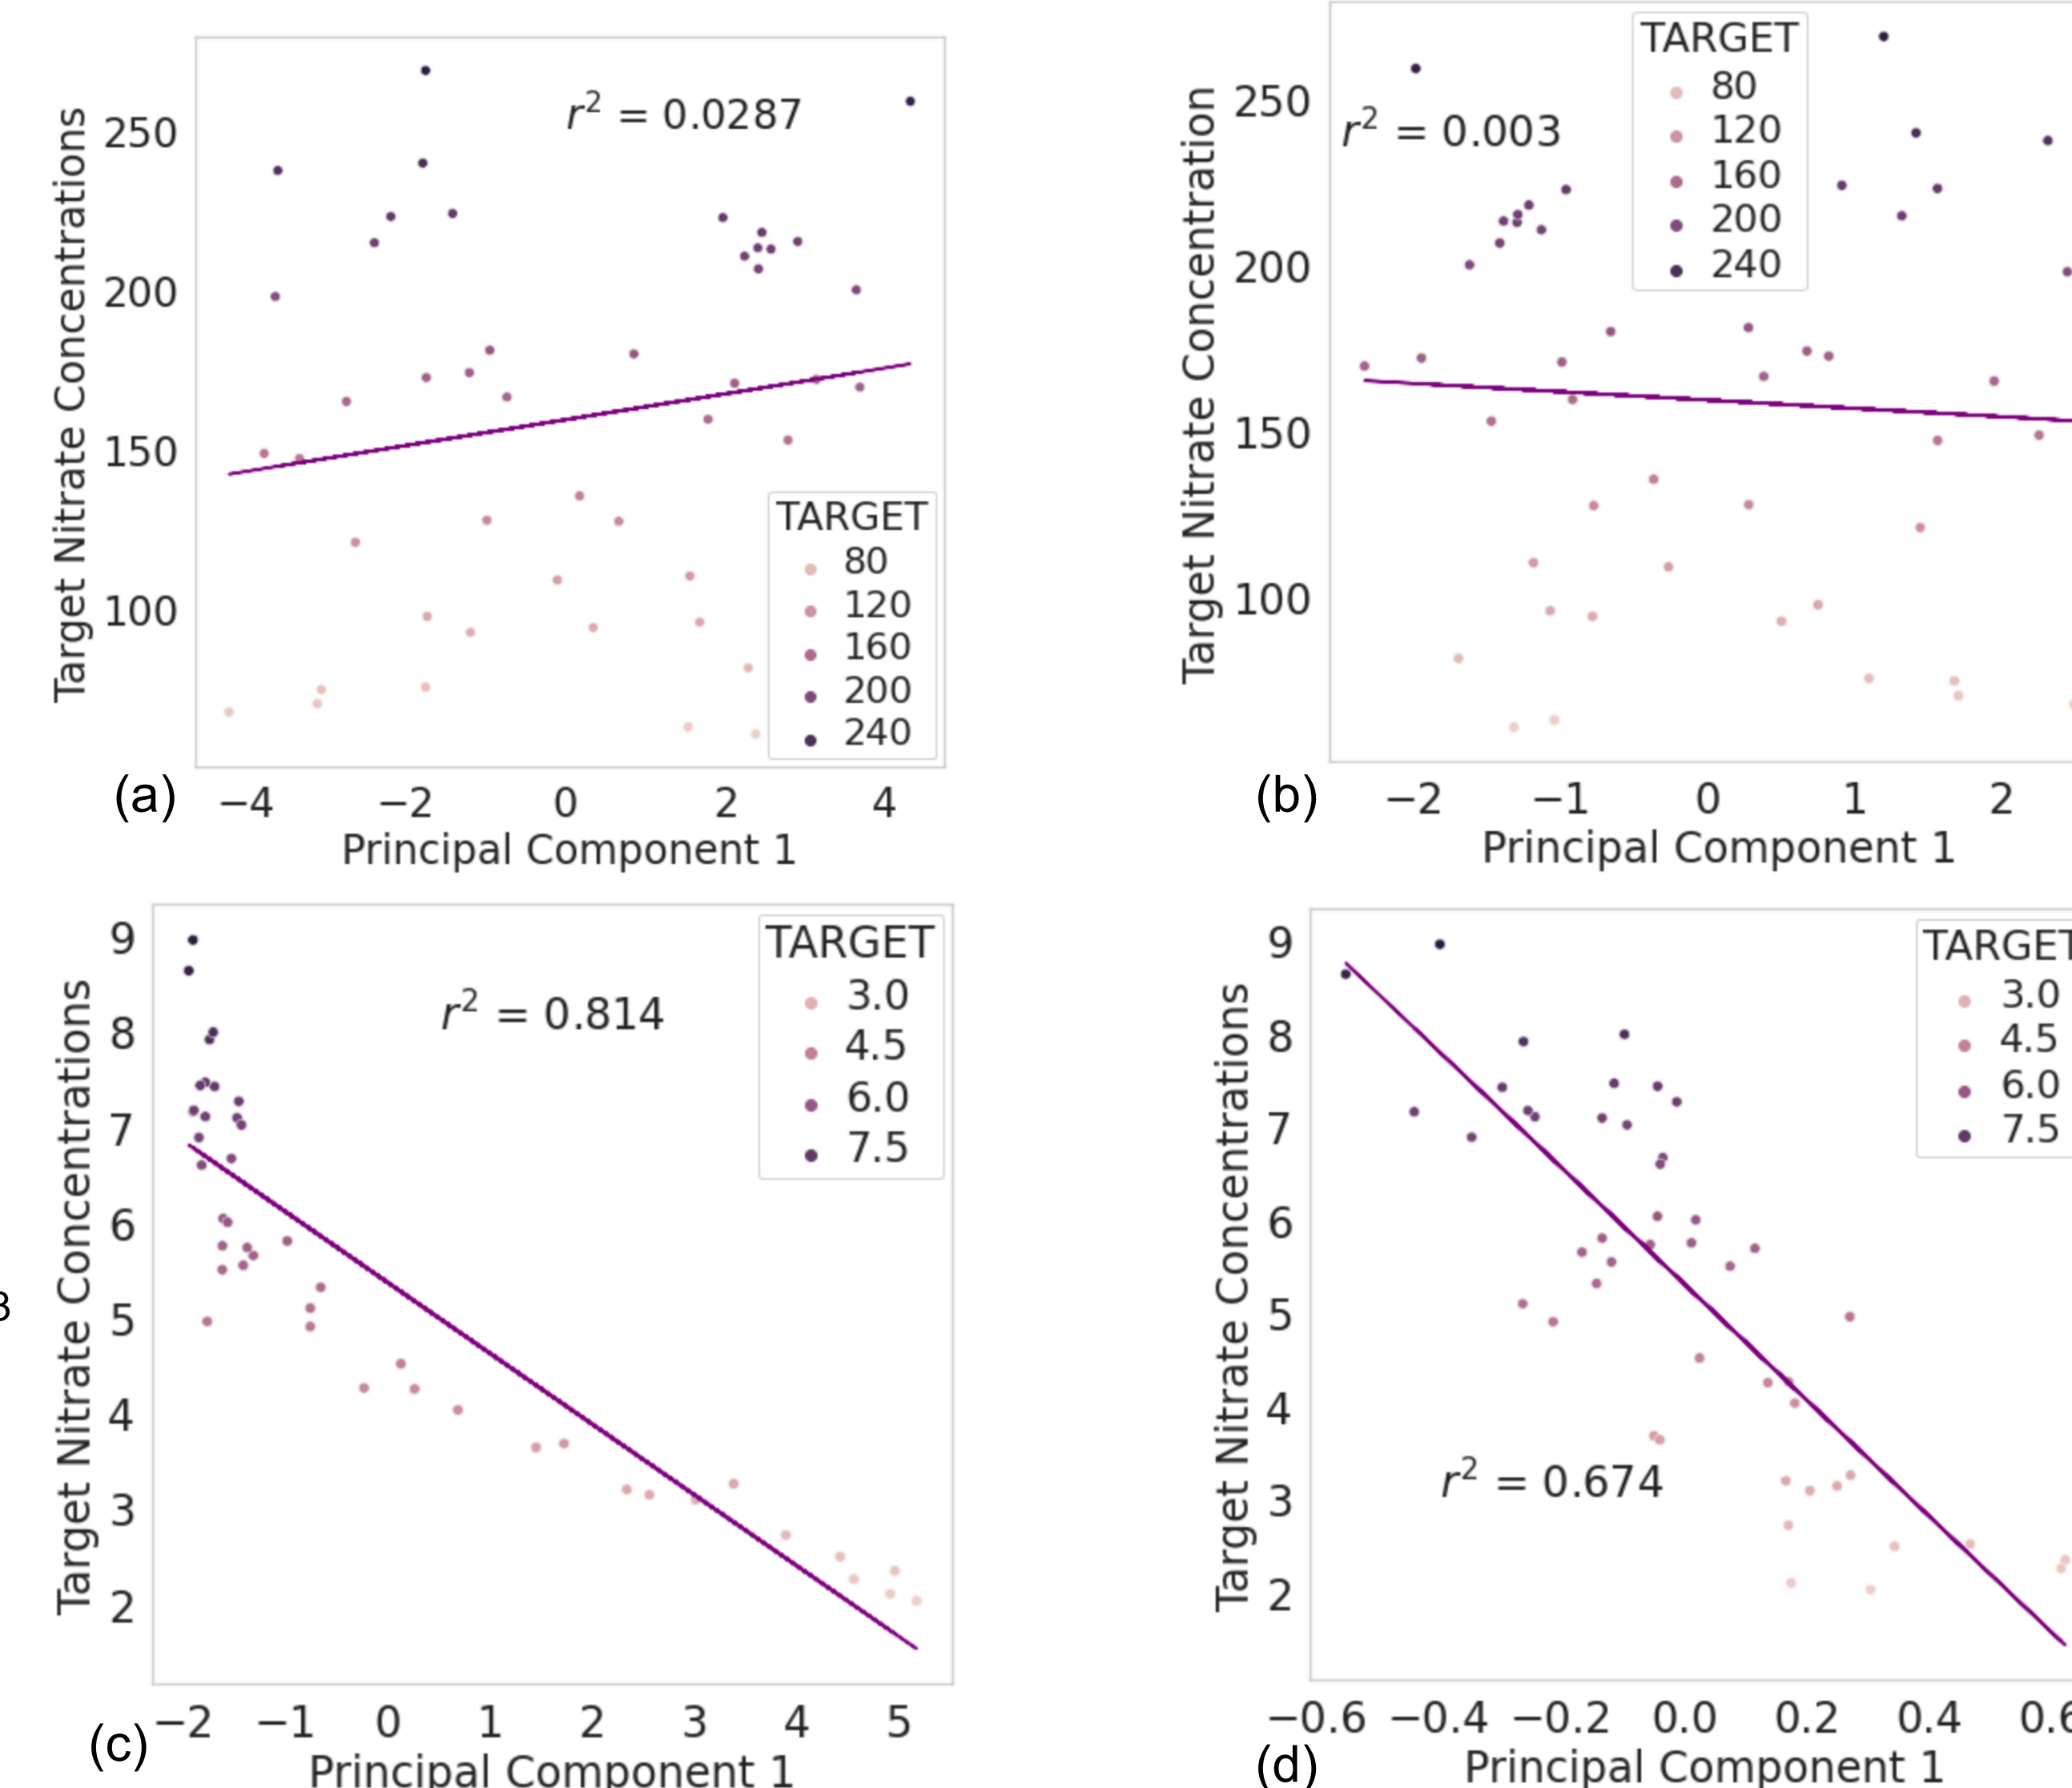 r² = 0.0287
250
200
150
100
Target Nitrate Concentrations
TARGET
80
120
160
200
240
(a)
−4 −2 0 2 4
Principal Component 1
TARGET
80
120
160
200
240
r² = 0.003
250
200
150
100
Target Nitrate Concentration
(b)
−2 −1 0 1 2
Principal Component 1
TARGET
3.0
4.5
6.0
7.5
r² = 0.814
9
8
7
6
5
4
3
2
Target Nitrate Concentrations
(c)
−2 −1 0 1 2 3 4 5
Principal Component 1
TARGET
3.0
4.5
6.0
7.5
9
8
7
6
5
4
3
2
Target Nitrate Concentrations
r² = 0.674
(d)
−0.6 −0.4 −0.2 0.0 0.2 0.4 0.6
Principal Component 1